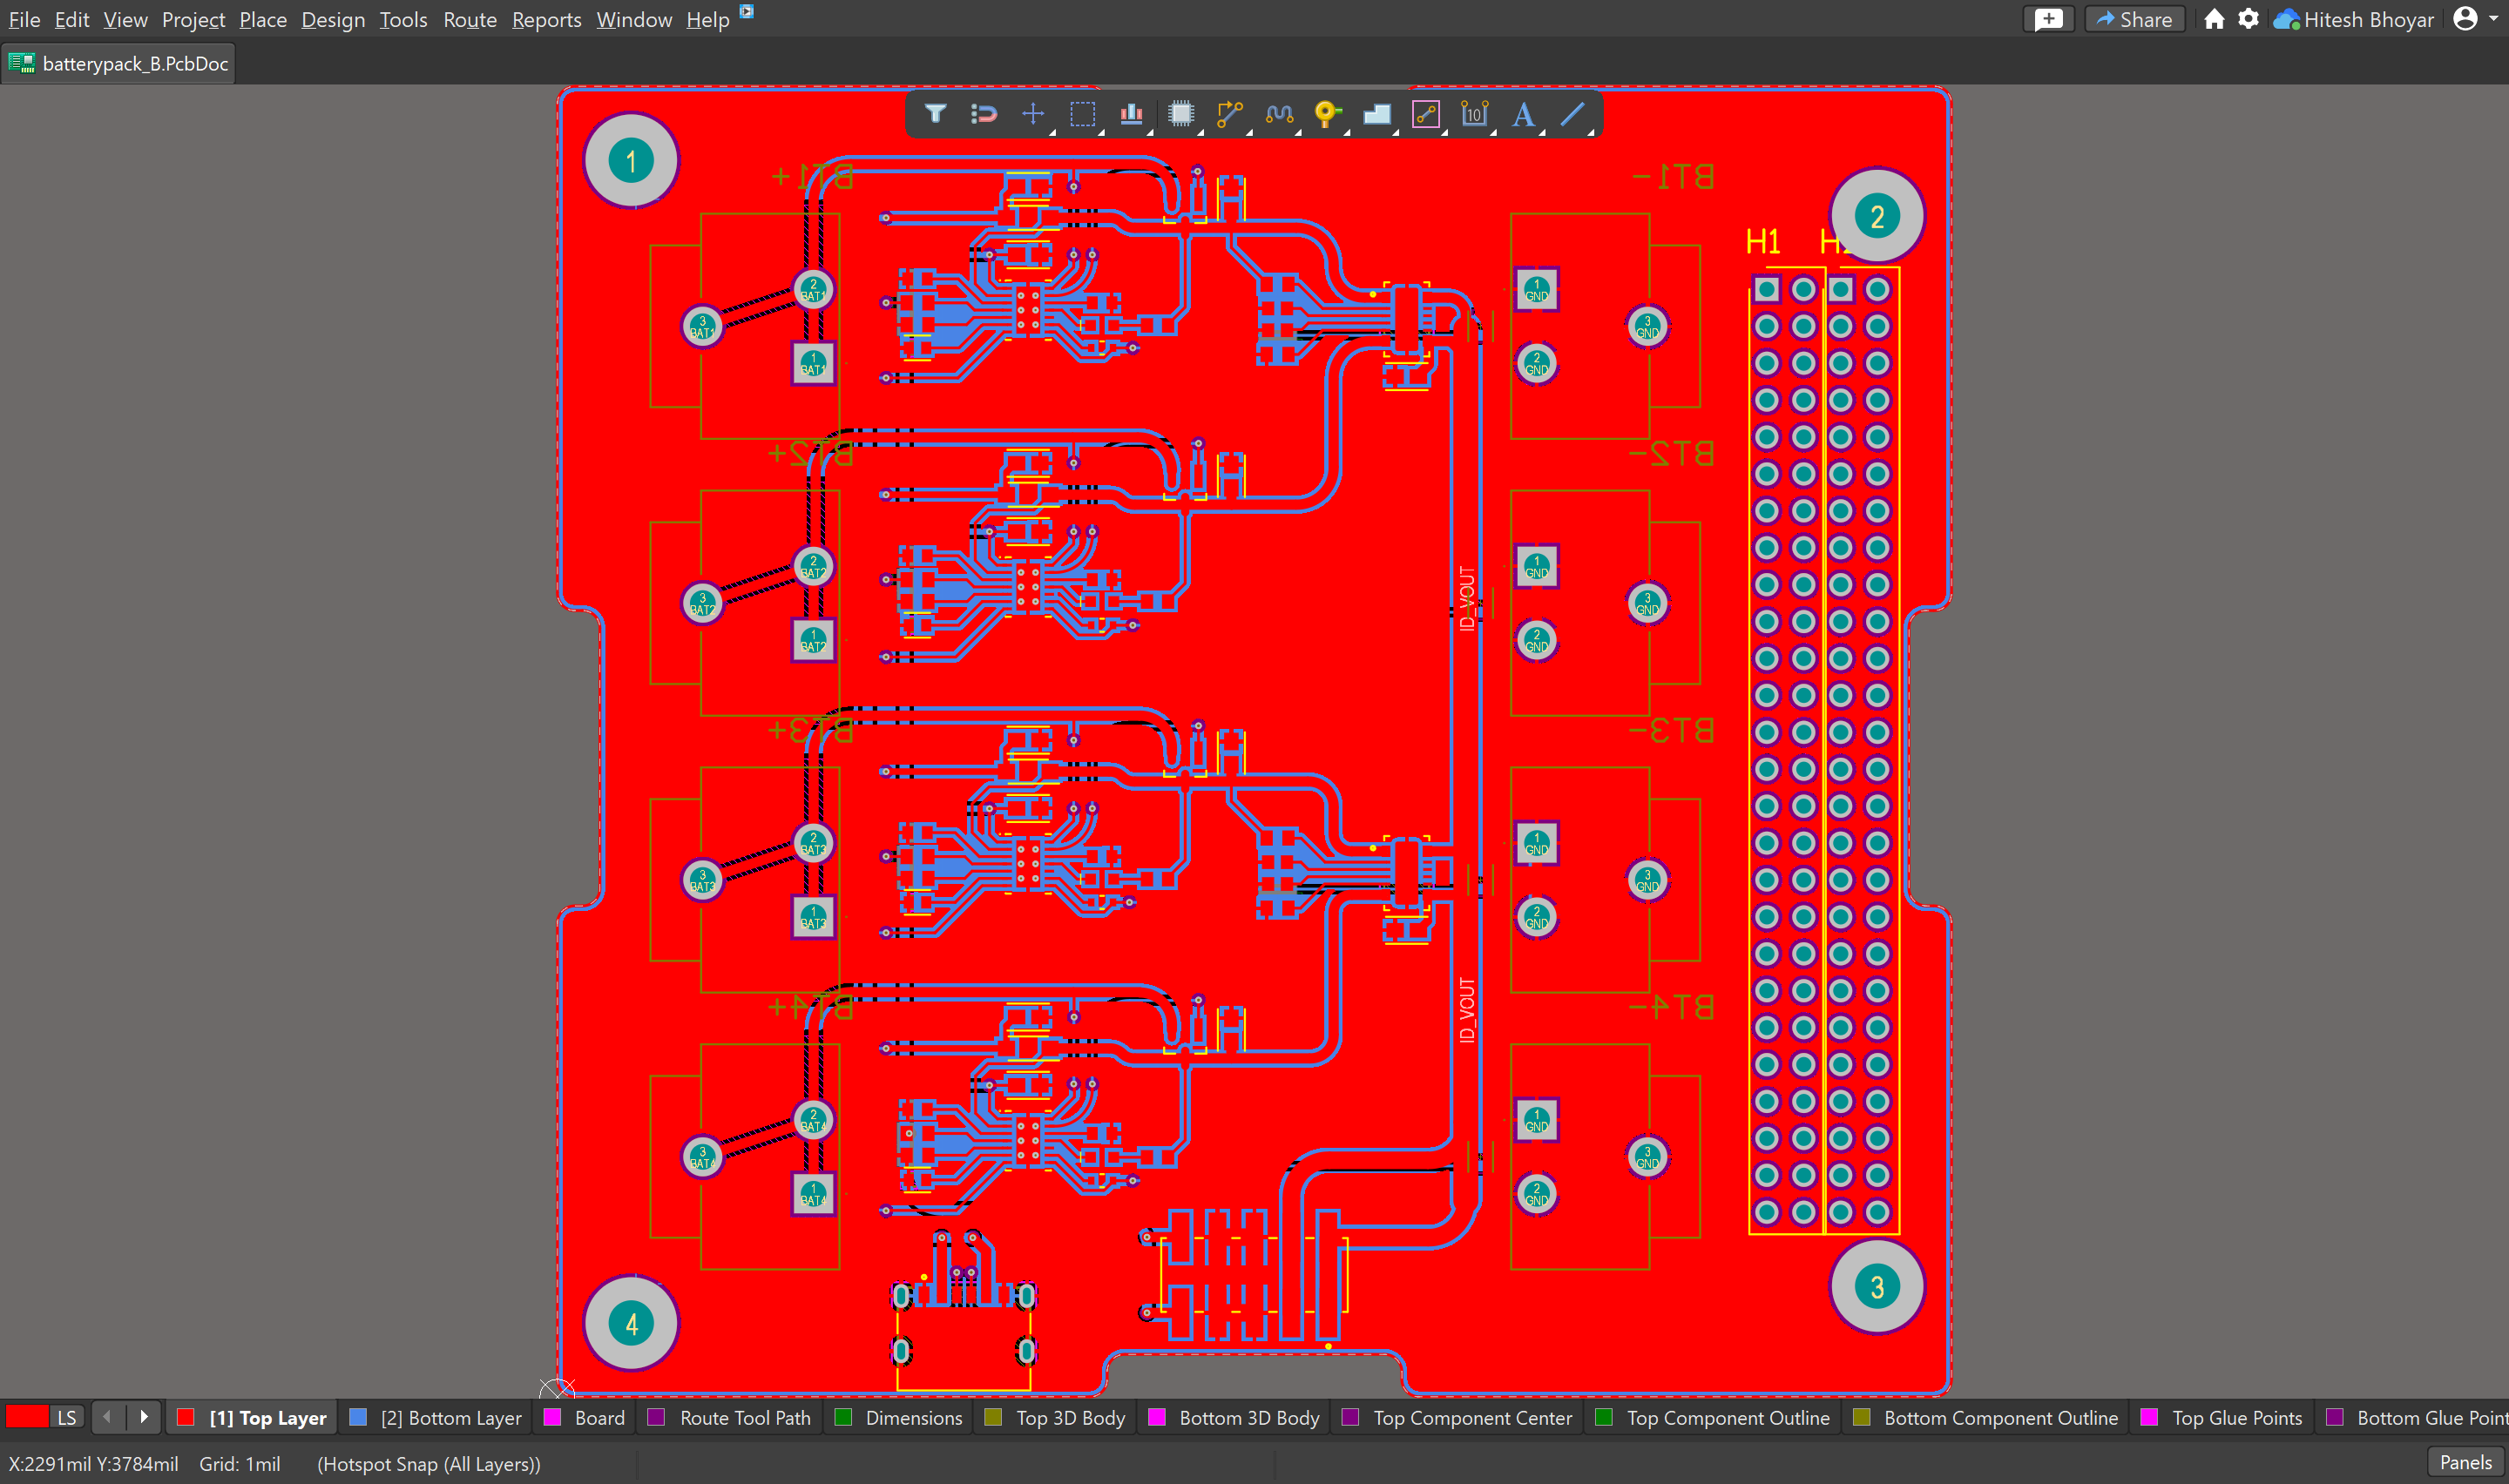 File Edit View Project Place Design Tools Route Reports Window Help
Share Hitesh Bhoyar
batterypack_B.PcbDoc
10 A
1
BT1+
BT1-
2
H1
2 BAT1
3 BAT1
1 BAT1
1 GND
3 GND
2 GND
BT2+
BT2-
2 BAT2
3 BAT2
1 BAT2
1 GND
3 GND
2 GND
ID_VOUT
BT3+
BT3-
2 BAT3
3 BAT3
1 BAT3
1 GND
3 GND
2 GND
BT4+
BT4-
ID_VOUT
2 BAT4
3 BAT4
1 BAT4
1 GND
3 GND
2 GND
4
3
LS [1] Top Layer [2] Bottom Layer Board Route Tool Path Dimensions Top 3D Body Bottom 3D Body Top Component Center Top Component Outline Bottom Component Outline Top Glue Points Bottom Glue Point
X:2291mil Y:3784mil Grid: 1mil (Hotspot Snap (All Layers))
Panels